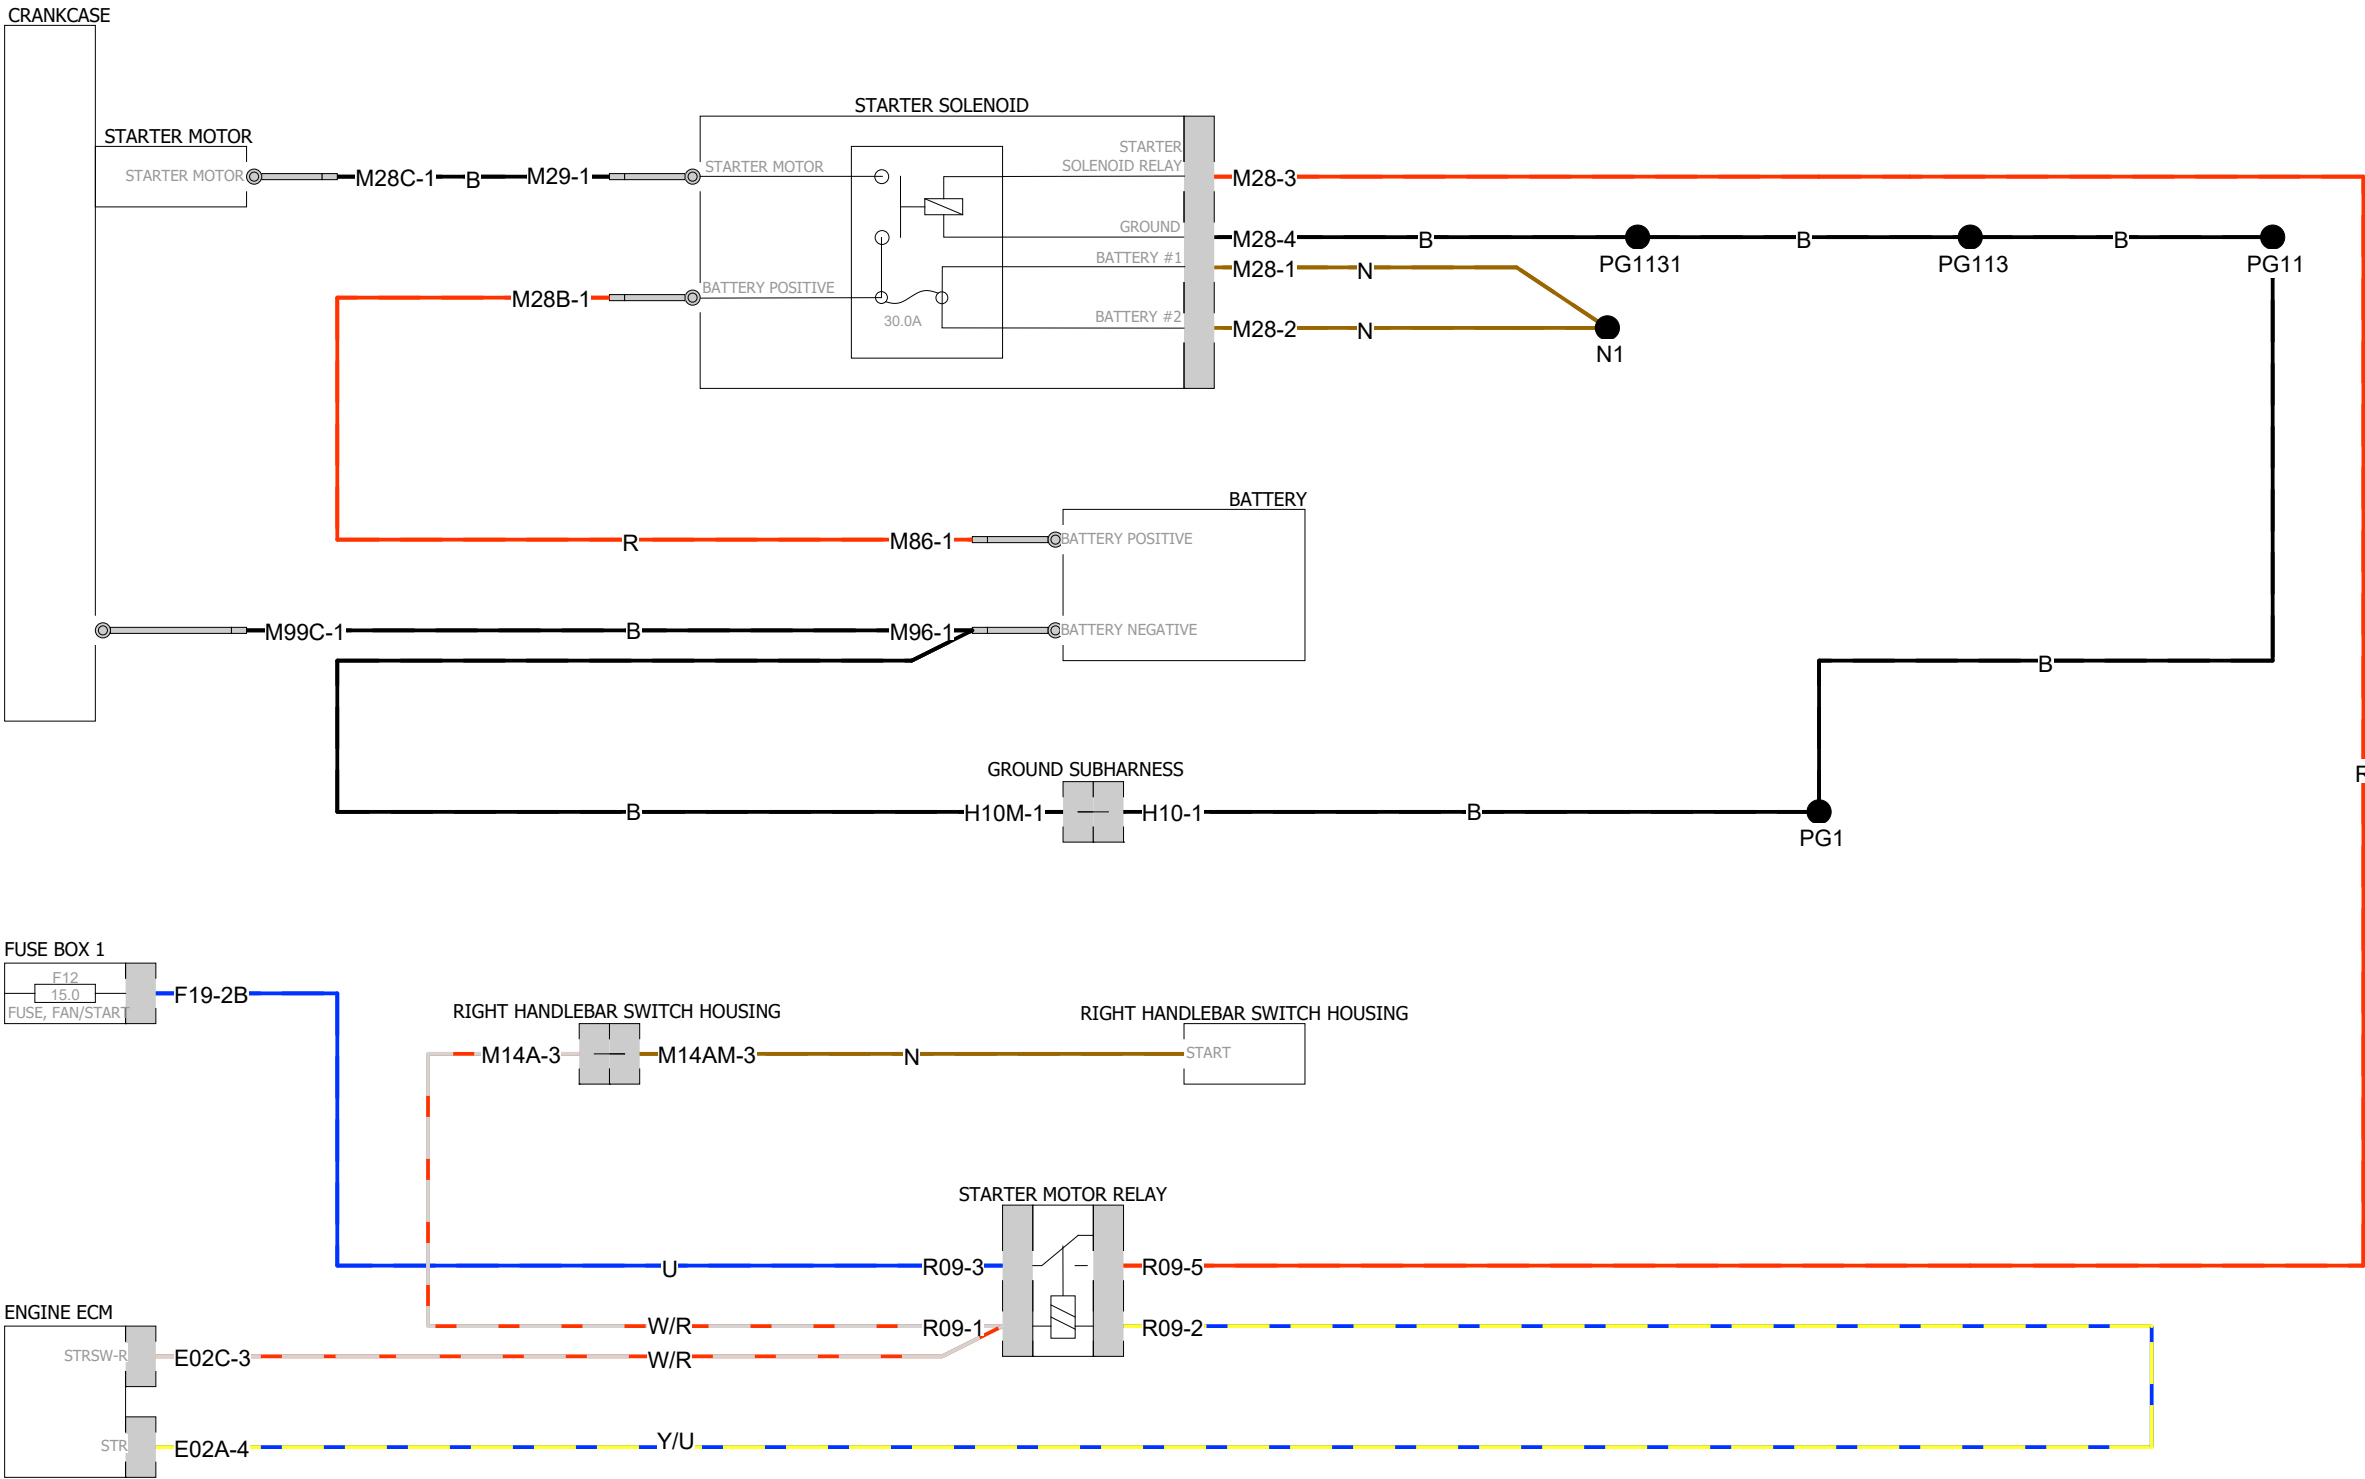 CRANKCASE
STARTER SOLENOID
STARTER MOTOR
STARTER MOTOR
M28C-1
B
M29-1
STARTER MOTOR
STARTER
SOLENOID RELAY
M28-3
GROUND
M28-4
B
PG1131
B
PG113
B
PG11
BATTERY #1
M28-1
N
M28B-1
BATTERY POSITIVE
30.0A
BATTERY #2
M28-2
N
N1
BATTERY
R
M86-1
BATTERY POSITIVE
M99C-1
B
M96-1
BATTERY NEGATIVE
B
R
GROUND SUBHARNESS
B
H10M-1
H10-1
B
PG1
FUSE BOX 1
F12
15.0
FUSE, FAN/START
F19-2B
RIGHT HANDLEBAR SWITCH HOUSING
RIGHT HANDLEBAR SWITCH HOUSING
M14A-3
M14AM-3
N
START
STARTER MOTOR RELAY
U
R09-3
R09-5
ENGINE ECM
W/R
R09-1
R09-2
STRSW-R
E02C-3
W/R
STR
E02A-4
Y/U